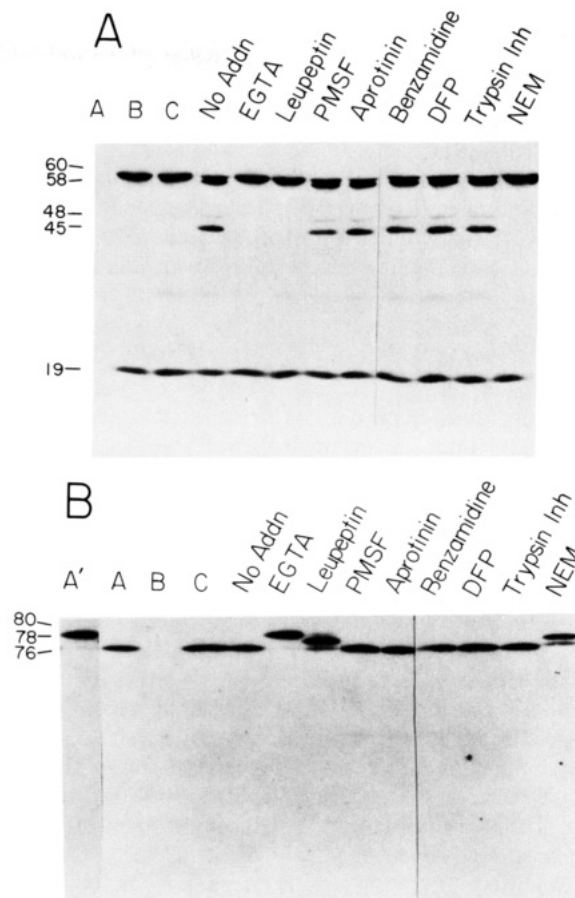 A
A B C No Addn EGTA Leupeptin PMSF Aprotinin Benzamidine DFP Trypsin Inh NEM
60
58
48
45
19
B
A' A B C No Addn EGTA Leupeptin PMSF Aprotinin Benzamidine DFP Trypsin Inh NEM
80
78
76